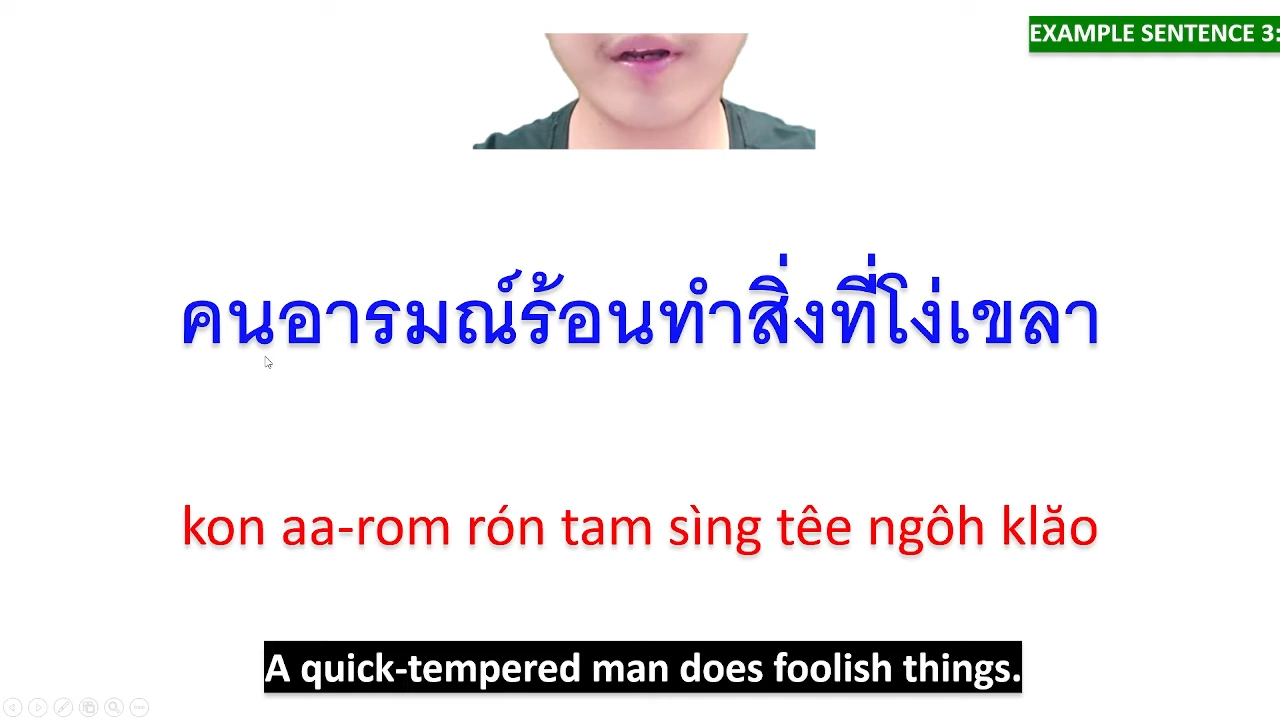 EXAMPLE SENTENCE 3:
คนอารมณ์ร้อนทำสิ่งที่โง่เขลา
kon aa-rom rón tam sìng têe ngôh klăo
A quick-tempered man does foolish things.